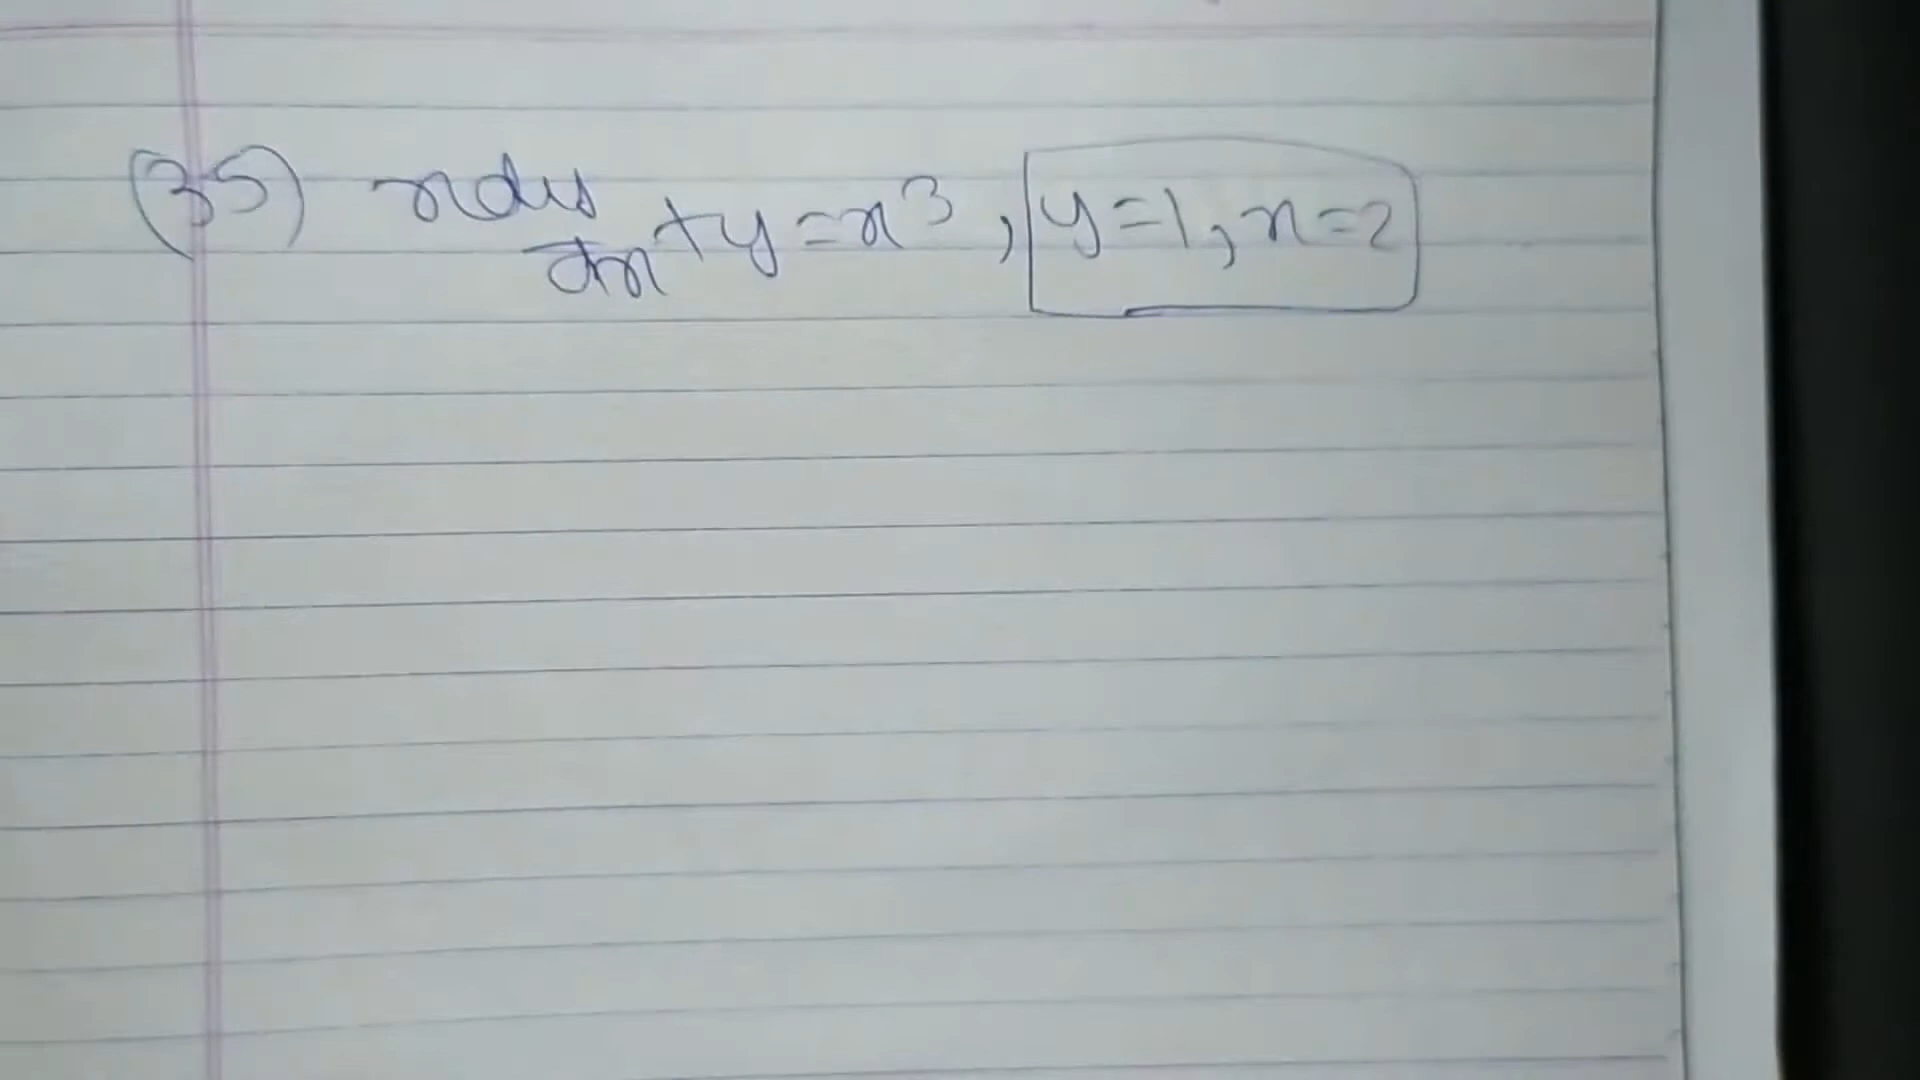 (35) x dy/dx + y = x³, y=1, x=2